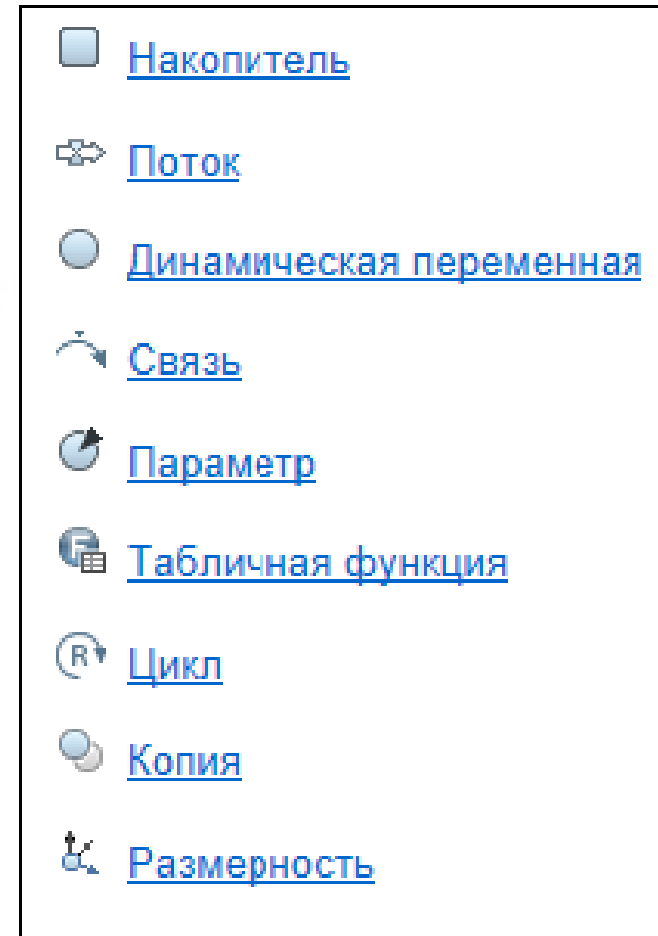 Накопитель
Поток
Динамическая переменная
Связь
Параметр
Табличная функция
Цикл
Копия
Размерность